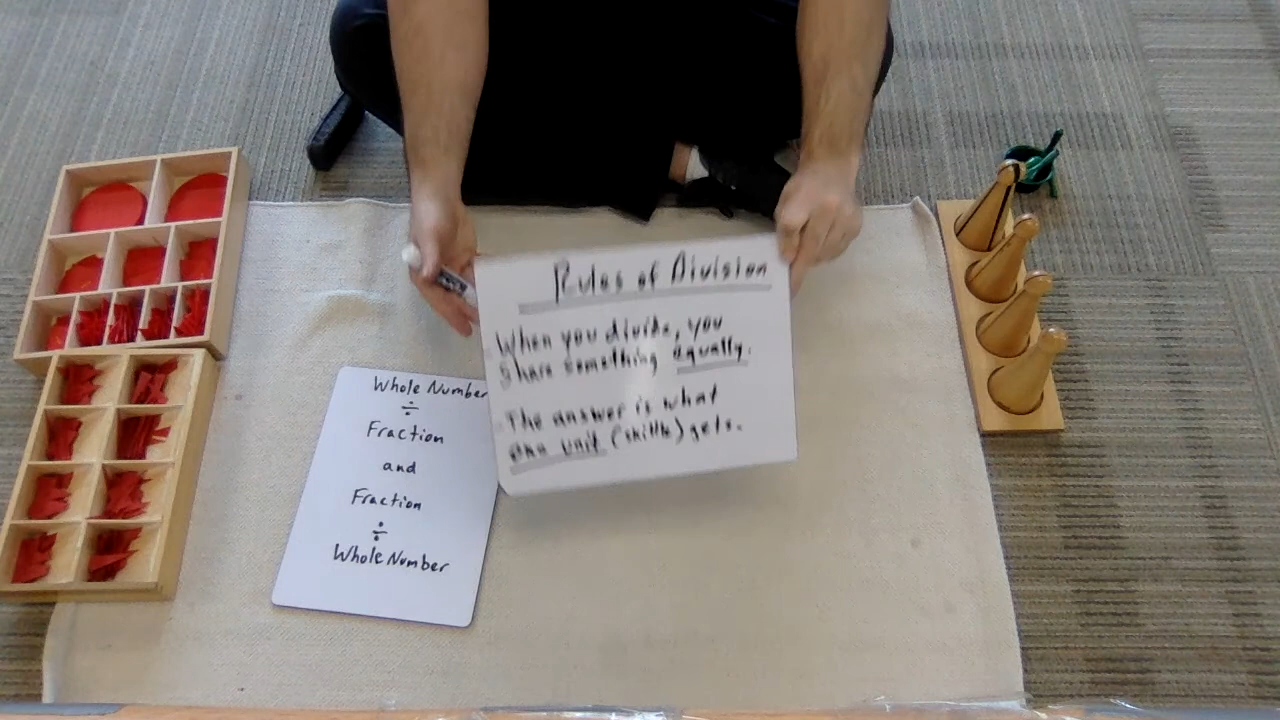 Rules of Division
When you divide, you
share something equally.
The answer is what
one unit (skittle) gets.
Whole Number
÷
Fraction
and
Fraction
÷
Whole Number